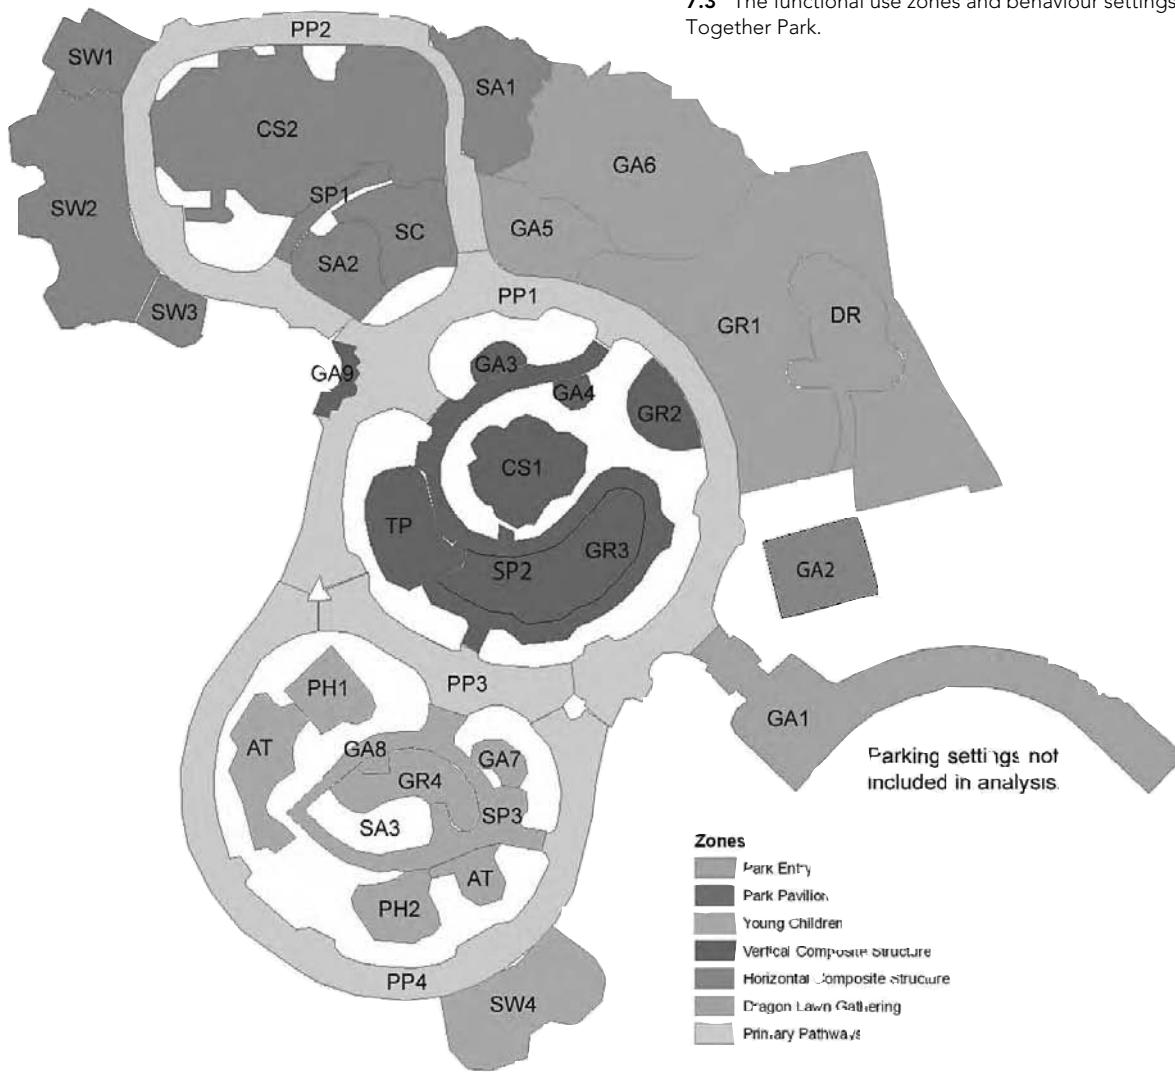 7.3 The functional use zones and behaviour settings
Together Park.
PP2
SW1
SA1
CS2
GA6
SP1
SW2
SC
GA5
SA2
PP1
SW3
GR1
DR
GA3
GA9
GA4
GR2
CS1
TP
GR3
SP2
GA2
PP3
PH1
GA1
AT
GA8
GA7
GR4
Parking settings not
included in analysis.
SP3
SA3
AT
PH2
PP4
SW4
Zones
Park Entry
Park Pavilion
Young Children
Vertical Composite Structure
Horizontal Composite Structure
Dragon Lawn Gathering
Primary Pathways